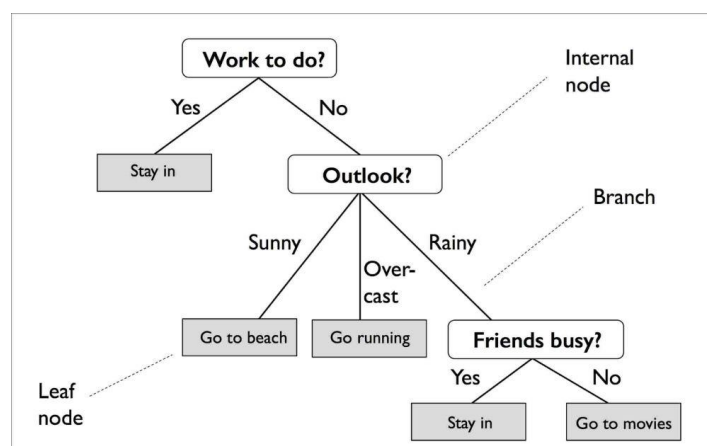 Work to do?
Internal
node
Yes
No
Stay in
Outlook?
Branch
Sunny
Over-
cast
Rainy
Go to beach
Go running
Friends busy?
Leaf
node
Yes
No
Stay in
Go to movies